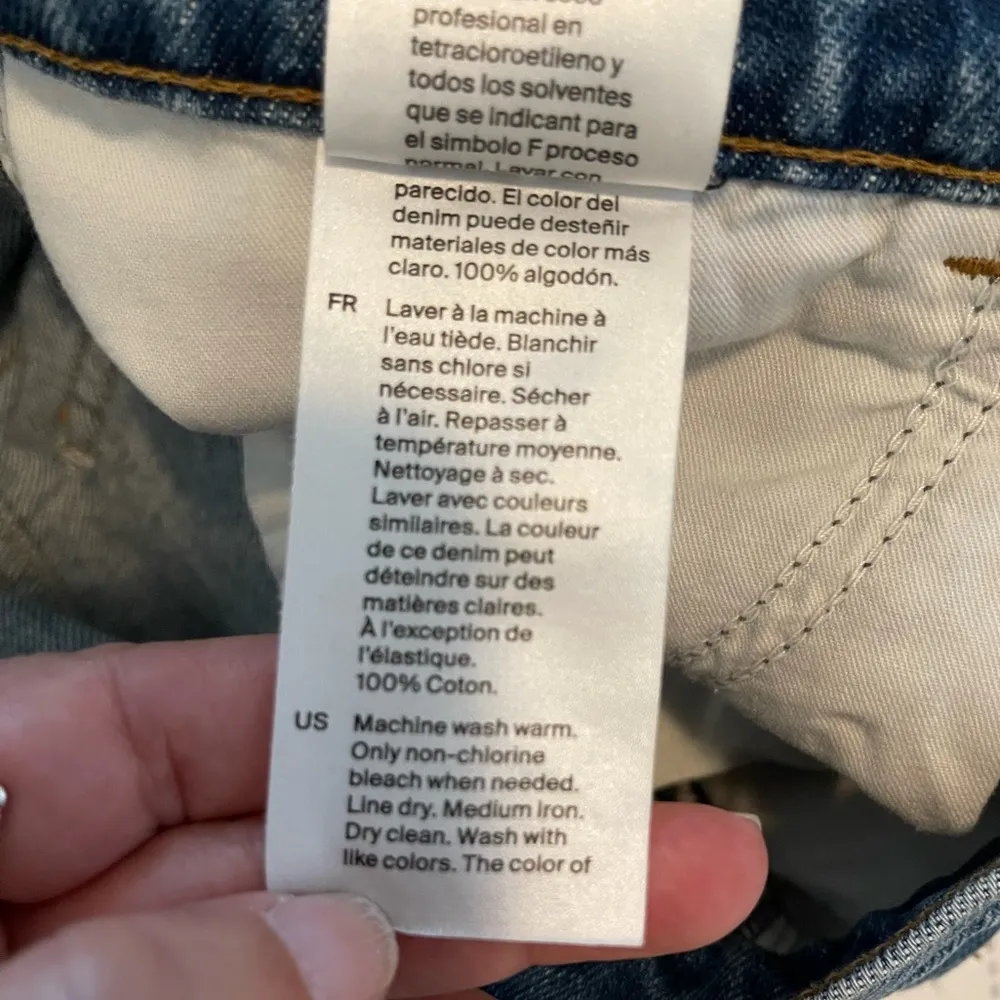 profesional en
tetracloroetileno y
todos los solventes
que se indicant para
el simbolo F proceso
normal. Lavar con
parecido. El color del
denim puede desteñir
materiales de color más
claro. 100% algodón.
FR Laver à la machine à
l'eau tiède. Blanchir
sans chlore si
nécessaire. Sécher
à l'air. Repasser à
température moyenne.
Nettoyage à sec.
Laver avec couleurs
similaires. La couleur
de ce denim peut
déteindre sur des
matières claires.
À l'exception de
l'élastique.
100% Coton.
US Machine wash warm.
Only non-chlorine
bleach when needed.
Line dry. Medium iron.
Dry clean. Wash with
like colors. The color of